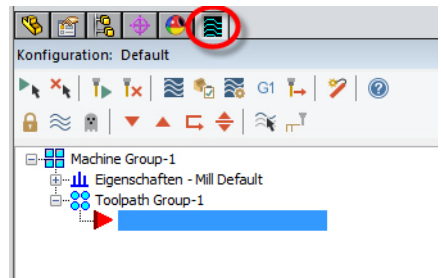 Konfiguration: Default
G1
Machine Group-1
Eigenschaften - Mill Default
Toolpath Group-1